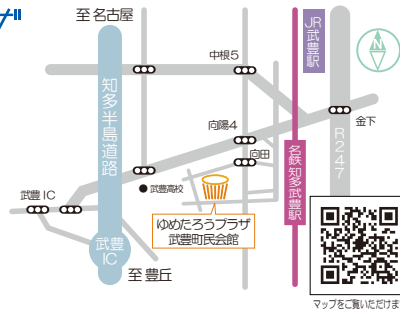 ザ
至 名古屋
JR武豊駅
中根5
N
知多半島道路
向陽4
金下
向田
R247
名鉄知多武豊駅
武豊高校
武豊 IC
ゆめたろうプラザ
武豊町民会館
武豊
IC
至 豊丘
マップをご覧いただけま